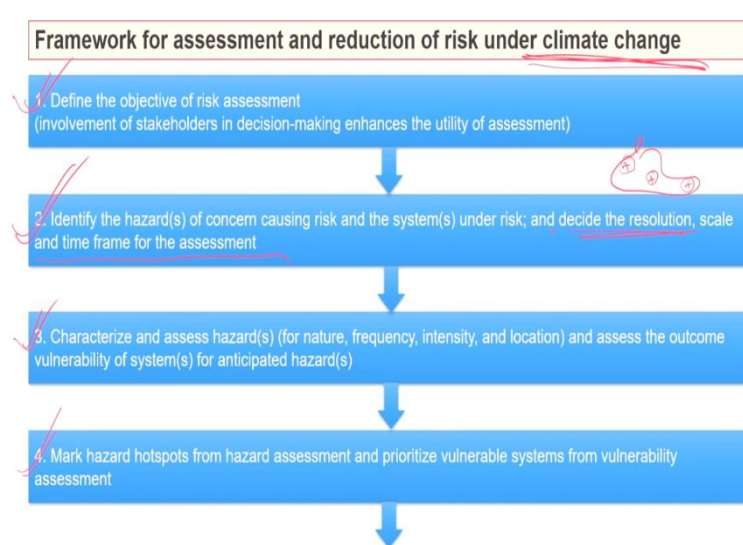 Framework for assessment and reduction of risk under climate change
1. Define the objective of risk assessment
(involvement of stakeholders in decision-making enhances the utility of assessment)
2. Identify the hazard(s) of concern causing risk and the system(s) under risk; and decide the resolution, scale
and time frame for the assessment
3. Characterize and assess hazard(s) (for nature, frequency, intensity, and location) and assess the outcome
vulnerability of system(s) for anticipated hazard(s)
4. Mark hazard hotspots from hazard assessment and prioritize vulnerable systems from vulnerability
assessment